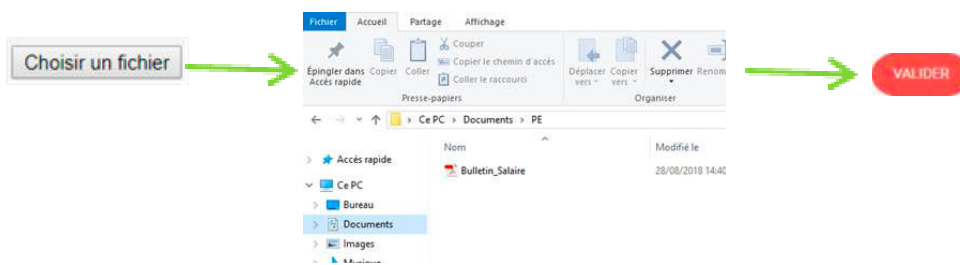 Choisir un fichier
Fichier Accueil Partage Affichage
Épingler dans Accès rapide
Copier
Coller
Couper
Copier le chemin d'accès
Coller le raccourci
Déplacer vers
Copier vers
Supprimer
Renom
Presse-papiers
Organiser
Ce PC > Documents > PE
Nom
Modifié le
Accès rapide
Bulletin_Salaire
28/08/2018 14:40
Ce PC
Bureau
Documents
Images
Musique
VALIDER